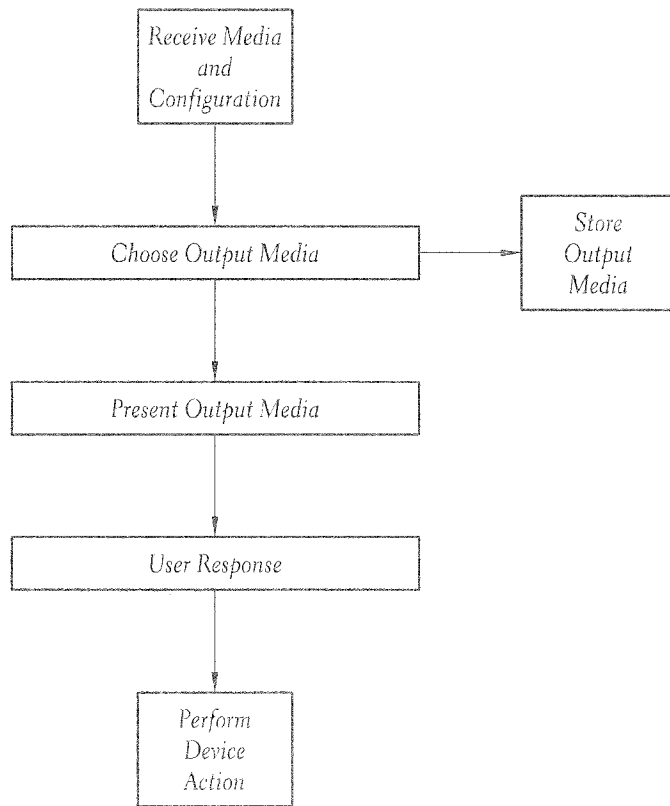 Receive Media
and
Configuration
Choose Output Media
Store
Output
Media
Present Output Media
User Response
Perform
Device
Action